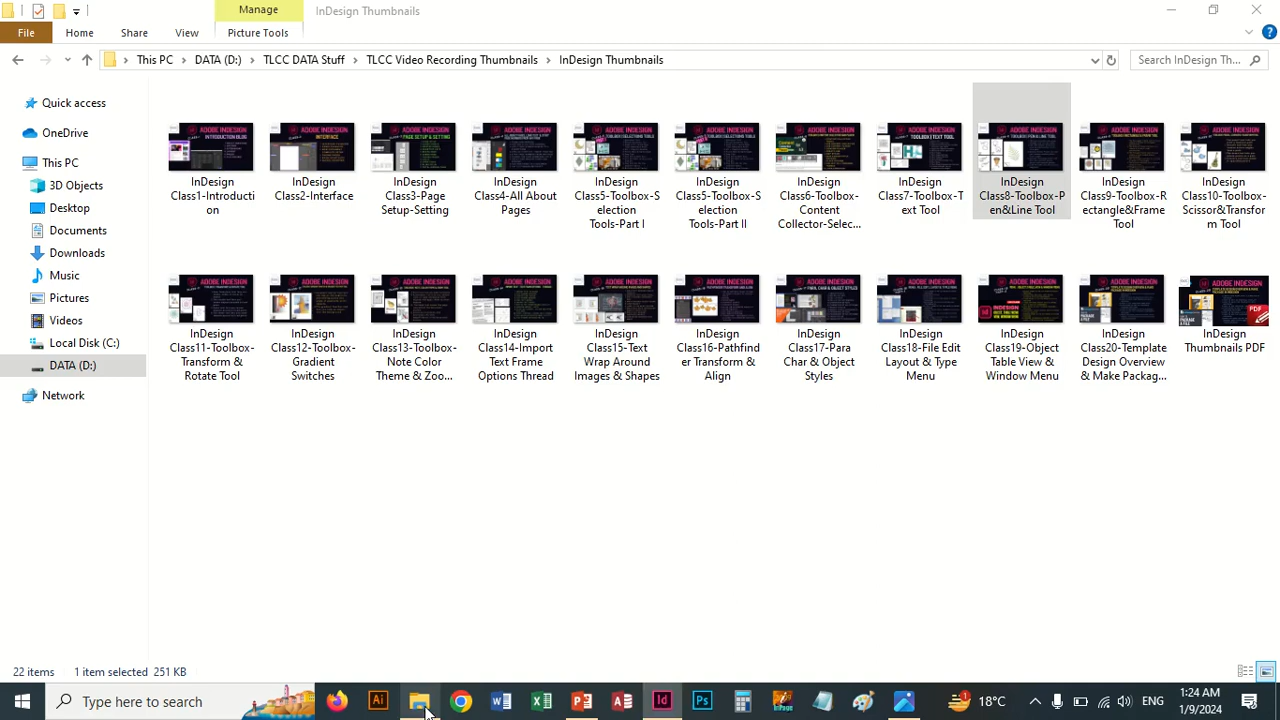 Manage
InDesign Thumbnails
File
Home
Share
View
Picture Tools
This PC
DATA (D:)
TLCC DATA Stuff
TLCC Video Recording Thumbnails
InDesign Thumbnails
Search InDesign Th...
Quick access
OneDrive
This PC
3D Objects
Desktop
Documents
Downloads
Music
Pictures
Videos
Local Disk (C:)
DATA (D:)
Network
InDesign
Class1-Introducti
on
InDesign
Class2-Interface
InDesign
Class3-Page
Setup-Setting
InDesign
Class4-All About
Pages
InDesign
Class5-Toolbox-S
election
Tools-Part I
InDesign
Class5-Toolbox-S
election
Tools-Part II
InDesign
Class6-Toolbox-
Content
Collector-Selec...
InDesign
Class7-Toolbox-T
ext Tool
InDesign
Class8-Toolbox-P
en&Line Tool
InDesign
Class9-Toolbox-R
ectangle&Frame
Tool
InDesign
Class10-Toolbox-
Scissor&Transfor
m Tool
InDesign
Class11-Toolbox-
Transform &
Rotate Tool
InDesign
Class12-Toolbox-
Gradient
Switches
InDesign
Class13-Toolbox-
Note Color
Theme & Zoo...
InDesign
Class14-Import
Text Frame
Options Thread
InDesign
Class15-Text
Wrap Around
Images & Shapes
InDesign
Class16-Pathfind
er Transform &
Align
InDesign
Class17-Para
Char & Object
Styles
InDesign
Class18-File Edit
Layout & Type
Menu
InDesign
Class19-Object
Table View &
Window Menu
InDesign
Class20-Template
Design Overview
& Make Packag...
InDesign
Thumbnails PDF
22 items
1 item selected 251 KB
Type here to search
18°C
ENG
1:24 AM
1/9/2024